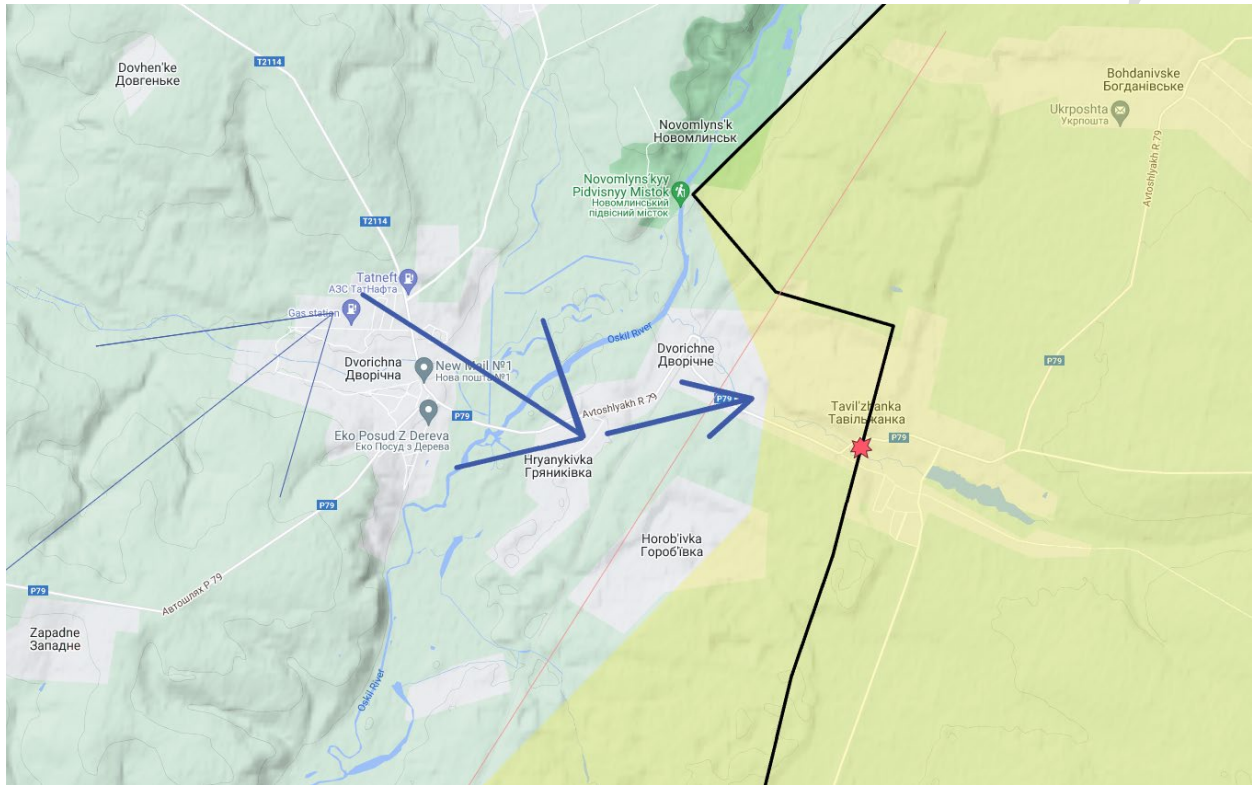 Dovhen'ke
Довгеньке
T2114
Bohdanivske
Богданівське
Ukrposhta
Укрпошта
Novomlyns'k
Новомлинськ
Novomlyns'kyy
Pidvisnyy Mistok
Новомлинський
підвісний місток
Avtoshlyakh R 79
T2114
Tatneft
АЗС ТатНафта
Gas station
Oskil River
Dvorichne
Дворічне
Dvorichna
Дворічна
New Mail №1
Нова пошта №1
P79
Avtoshlyakh R 79
P79
Tavil'zhanka
Тавільжанка
P79
P79
Eko Posud Z Dereva
Еко Посуд з Дерева
Hryanykivka
Гряниківка
P79
Horob'ivka
Гороб'ївка
P79
Автошлях Р 79
Zapadne
Западне
Oskil River